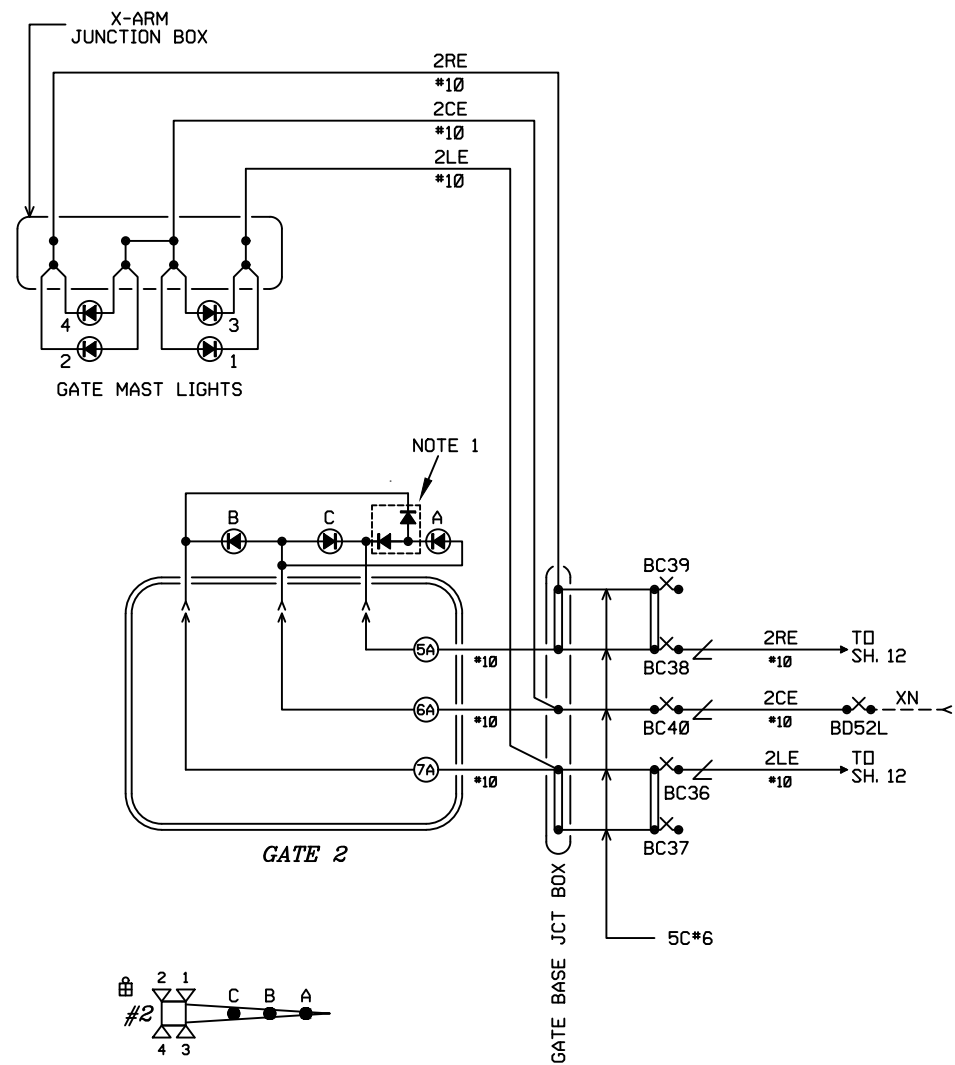 X-ARM
JUNCTION BOX
2RE
#10
2CE
#10
2LE
#10
4
3
2
1
GATE MAST LIGHTS
NOTE 1
B
C
A
BC39
5A
#10
BC38
2RE
#10
TO
SH. 12
6A
#10
BC40
2CE
#10
XN
BD52L
7A
#10
BC36
2LE
#10
TO
SH. 12
BC37
GATE 2
GATE BASE JCT BOX
5C#6
2 1
C B A
#2
4 3